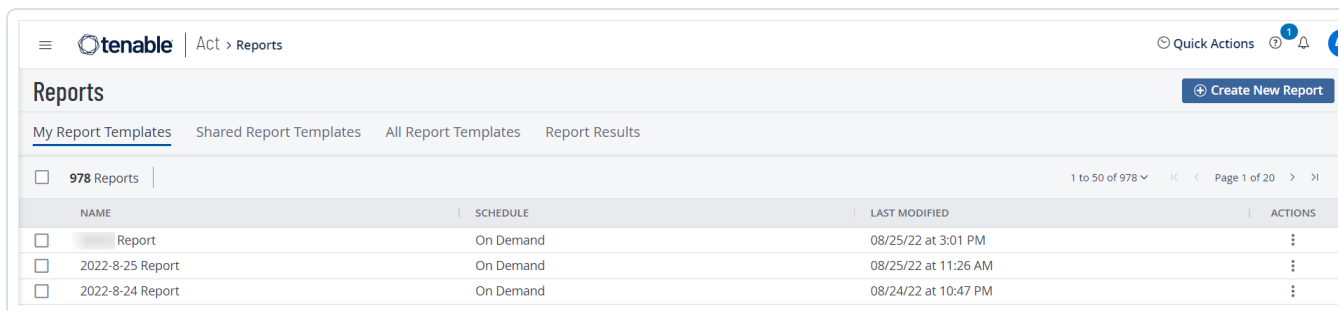 tenable Act > Reports Quick Actions 1
Reports Create New Report
My Report Templates Shared Report Templates All Report Templates Report Results
978 Reports 1 to 50 of 978 Page 1 of 20
NAME SCHEDULE LAST MODIFIED ACTIONS
Report On Demand 08/25/22 at 3:01 PM
2022-8-25 Report On Demand 08/25/22 at 11:26 AM
2022-8-24 Report On Demand 08/24/22 at 10:47 PM